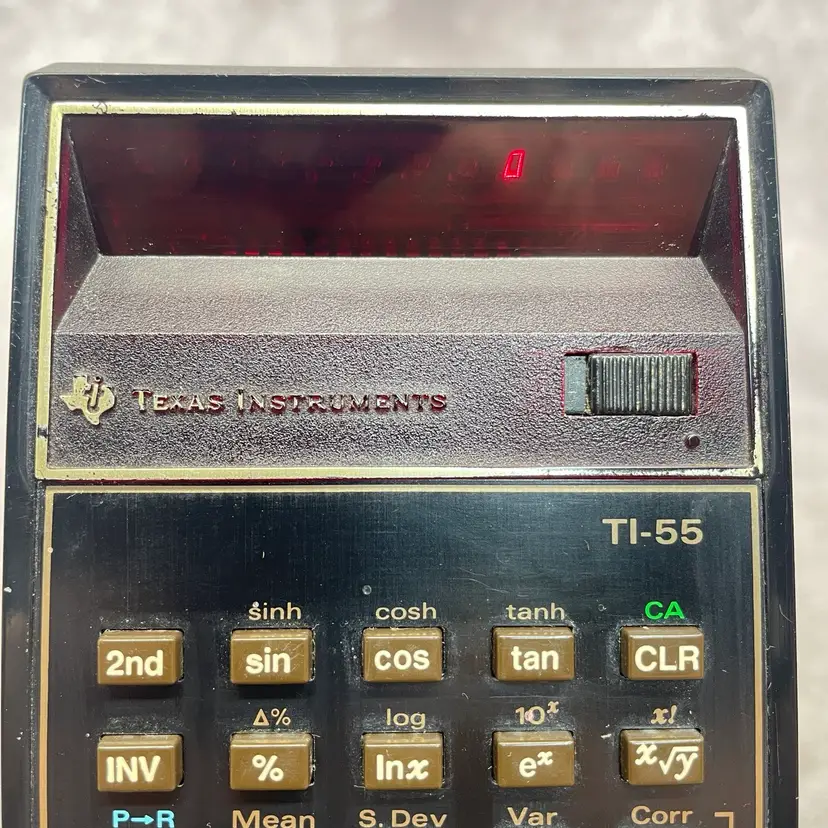 0
TEXAS INSTRUMENTS
TI-55
sinh cosh tanh CA
2nd sin cos tan CLR
Δ% log 10ˣ x!
INV % lnx eˣ ˣ√y
P→R Mean S. Dev Var Corr